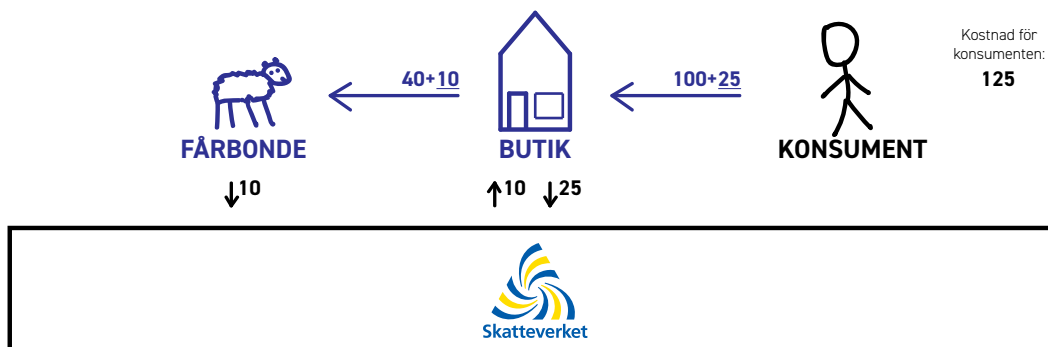 Kostnad för
konsumenten:
125
40+10
100+25
FÅRBONDE
BUTIK
KONSUMENT
↓10
↑10 ↓25
Skatteverket